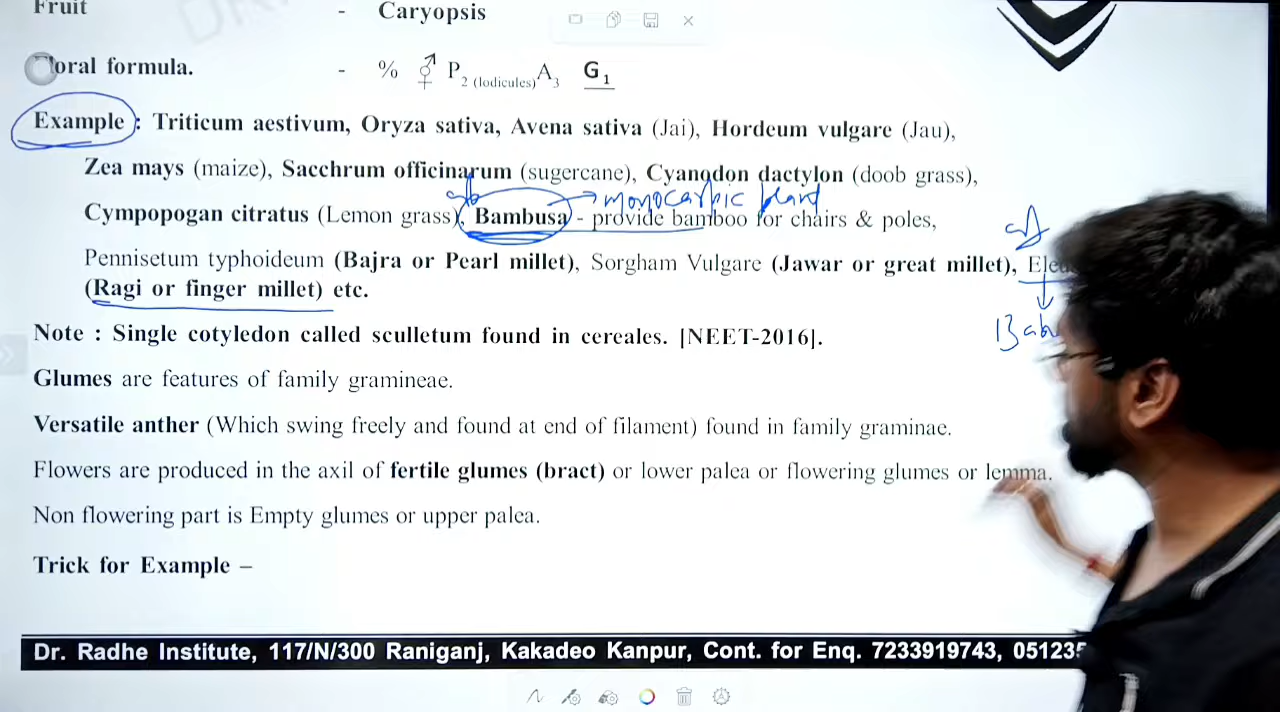 Fruit - Caryopsis
Floral formula. - % ⚥ P2 (lodicules) A3 G1
Example : Triticum aestivum, Oryza sativa, Avena sativa (Jai), Hordeum vulgare (Jau),
Zea mays (maize), Sacchrum officinarum (sugercane), Cyanodon dactylon (doob grass),
monocarpic plant
Cympopogan citratus (Lemon grass), Bambusa - provide bamboo for chairs & poles,
Pennisetum typhoideum (Bajra or Pearl millet), Sorgham Vulgare (Jawar or great millet),
(Ragi or finger millet) etc.
Note : Single cotyledon called sculletum found in cereales. [NEET-2016].
Glumes are features of family gramineae.
Versatile anther (Which swing freely and found at end of filament) found in family graminae.
Flowers are produced in the axil of fertile glumes (bract) or lower palea or flowering glumes or lemma.
Non flowering part is Empty glumes or upper palea.
Trick for Example –
Dr. Radhe Institute, 117/N/300 Raniganj, Kakadeo Kanpur, Cont. for Enq. 7233919743, 051235